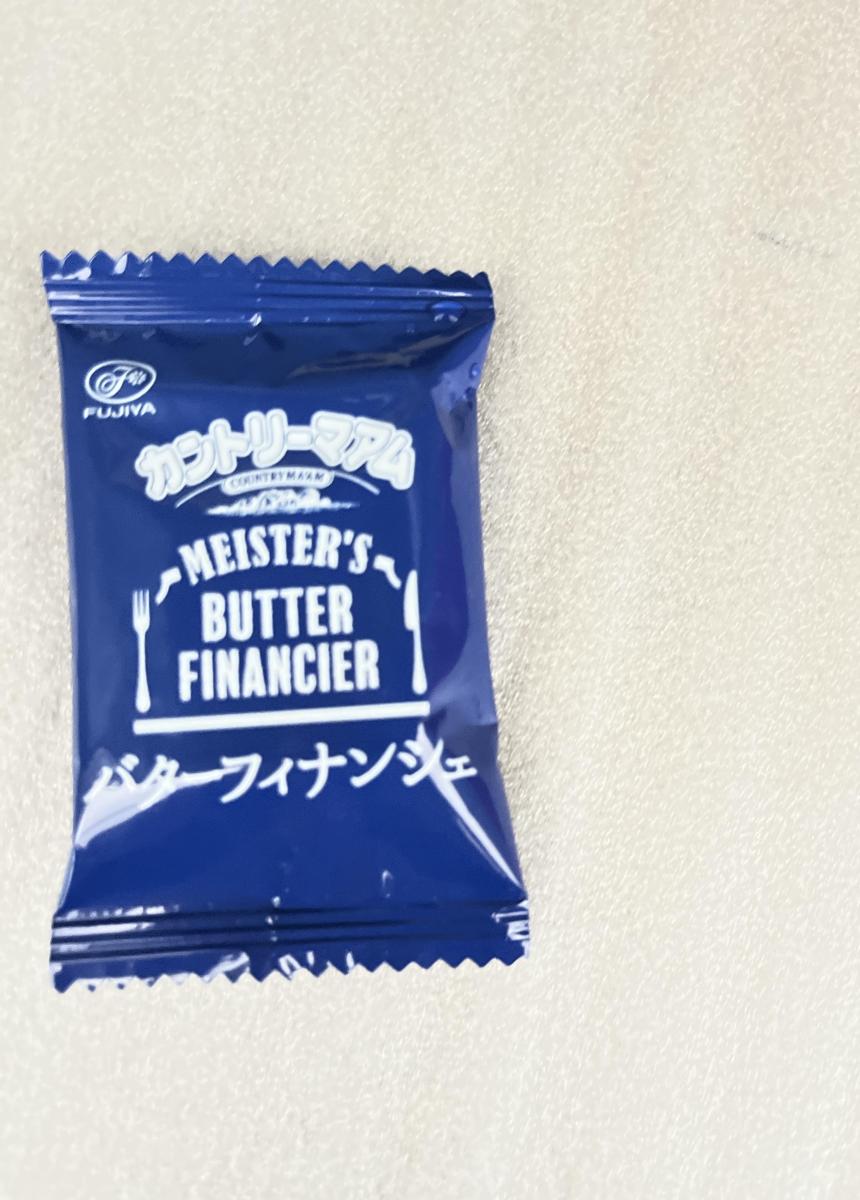 FUJIYA
カントリーマアム
COUNTRY MA'AM
MEISTER'S
BUTTER
FINANCIER
バターフィナンシェ